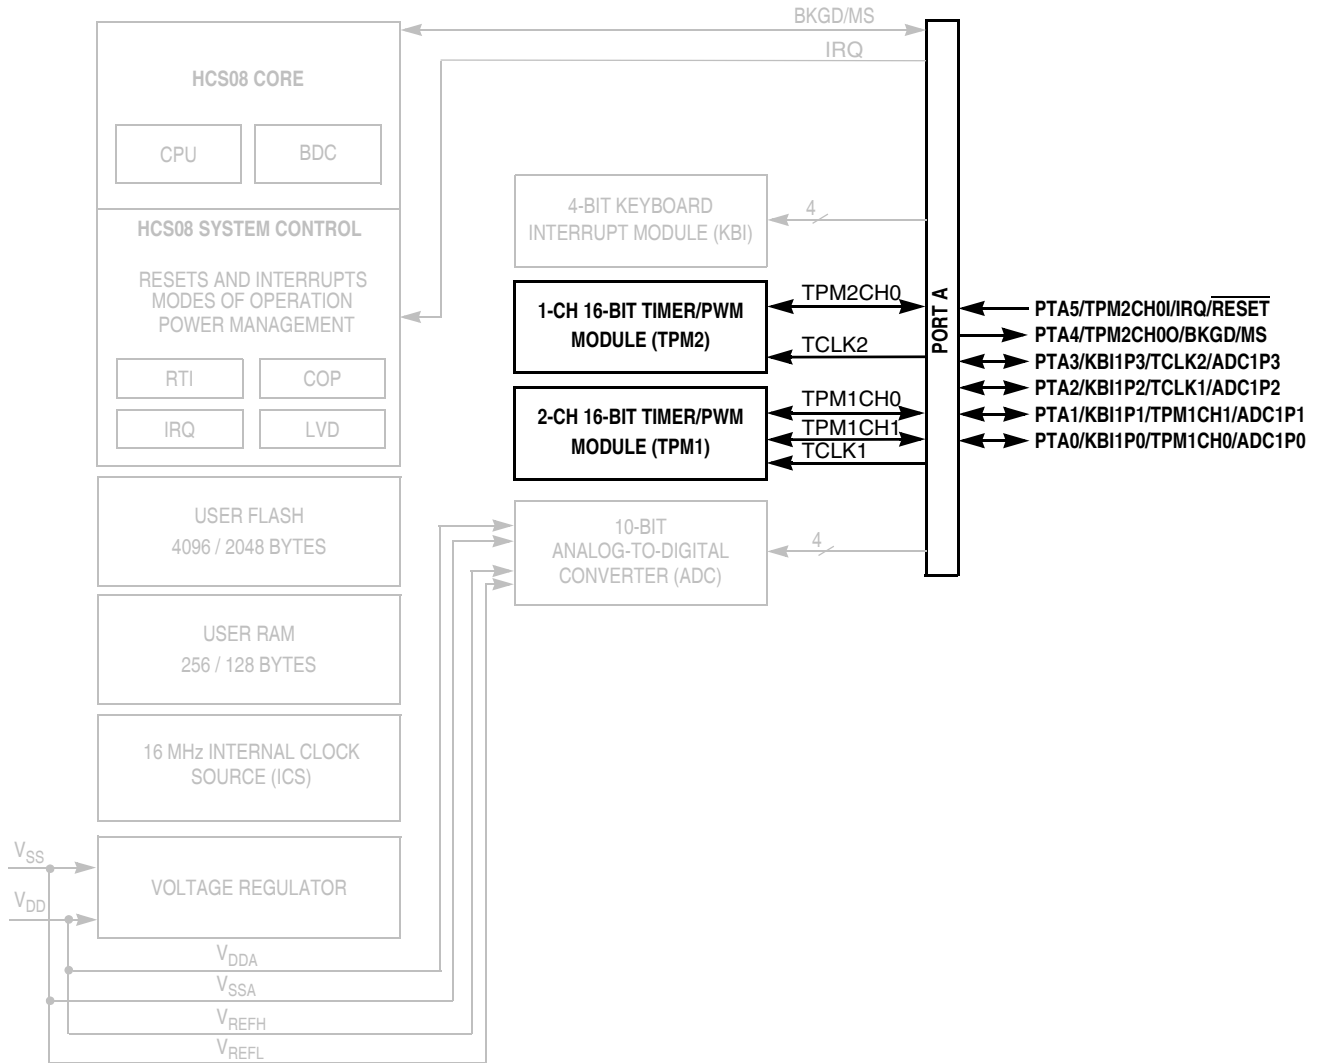 BKGD/MS
IRQ
HCS08 CORE
CPU
BDC
HCS08 SYSTEM CONTROL
RESETS AND INTERRUPTS
MODES OF OPERATION
POWER MANAGEMENT
RTI
COP
IRQ
LVD
USER FLASH
4096 / 2048 BYTES
USER RAM
256 / 128 BYTES
16 MHz INTERNAL CLOCK
SOURCE (ICS)
VOLTAGE REGULATOR
VSS
VDD
VDDA
VSSA
VREFH
VREFL
4-BIT KEYBOARD
INTERRUPT MODULE (KBI)
4
1-CH 16-BIT TIMER/PWM
MODULE (TPM2)
TPM2CH0
TCLK2
2-CH 16-BIT TIMER/PWM
MODULE (TPM1)
TPM1CH0
TPM1CH1
TCLK1
10-BIT
ANALOG-TO-DIGITAL
CONVERTER (ADC)
4
PORT A
PTA5/TPM2CH0I/IRQ/RESET
PTA4/TPM2CH0O/BKGD/MS
PTA3/KBI1P3/TCLK2/ADC1P3
PTA2/KBI1P2/TCLK1/ADC1P2
PTA1/KBI1P1/TPM1CH1/ADC1P1
PTA0/KBI1P0/TPM1CH0/ADC1P0